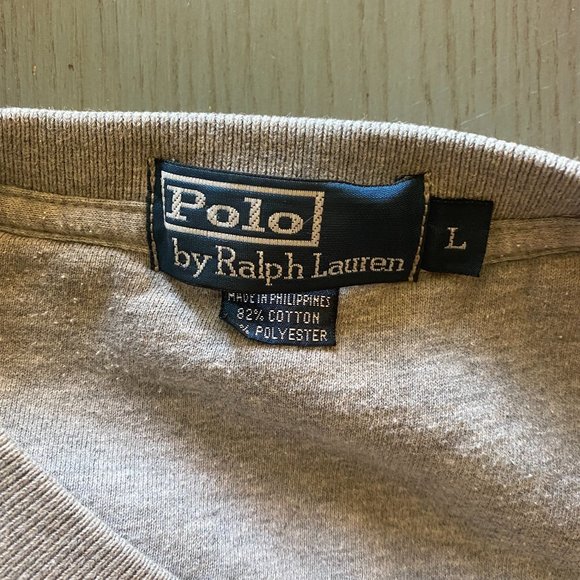 Polo
by Ralph Lauren
L
MADE IN PHILIPPINES
82% COTTON
% POLYESTER